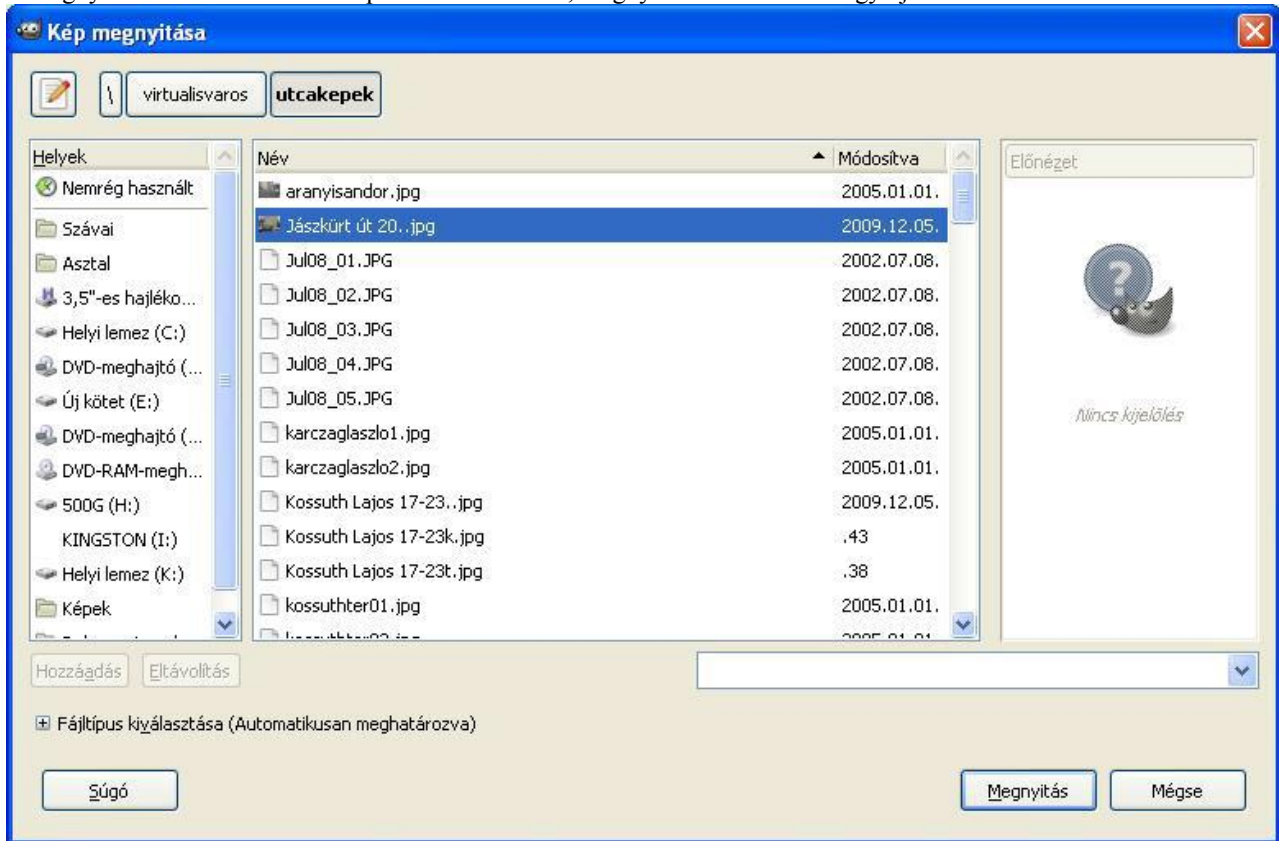 Kép megnyitása
\ virtualisvaros utcakepek
Helyek
Nemrég használt
Szávai
Asztal
3,5"-es hajléko...
Helyi lemez (C:)
DVD-meghajtó (...
Új kötet (E:)
DVD-meghajtó (...
DVD-RAM-megh...
500G (H:)
KINGSTON (I:)
Helyi lemez (K:)
Képek
Név Módosítva
aranyisandor.jpg 2005.01.01.
Jászkürt út 20..jpg 2009.12.05.
Jul08_01.JPG 2002.07.08.
Jul08_02.JPG 2002.07.08.
Jul08_03.JPG 2002.07.08.
Jul08_04.JPG 2002.07.08.
Jul08_05.JPG 2002.07.08.
karczaglaszlo1.jpg 2005.01.01.
karczaglaszlo2.jpg 2005.01.01.
Kossuth Lajos 17-23..jpg 2009.12.05.
Kossuth Lajos 17-23k.jpg .43
Kossuth Lajos 17-23t.jpg .38
kossuthter01.jpg 2005.01.01.
Előnézet
Nincs kijelölés
Hozzáadás Eltávolítás
Fájltípus kiválasztása (Automatikusan meghatározva)
Súgó Megnyitás Mégse